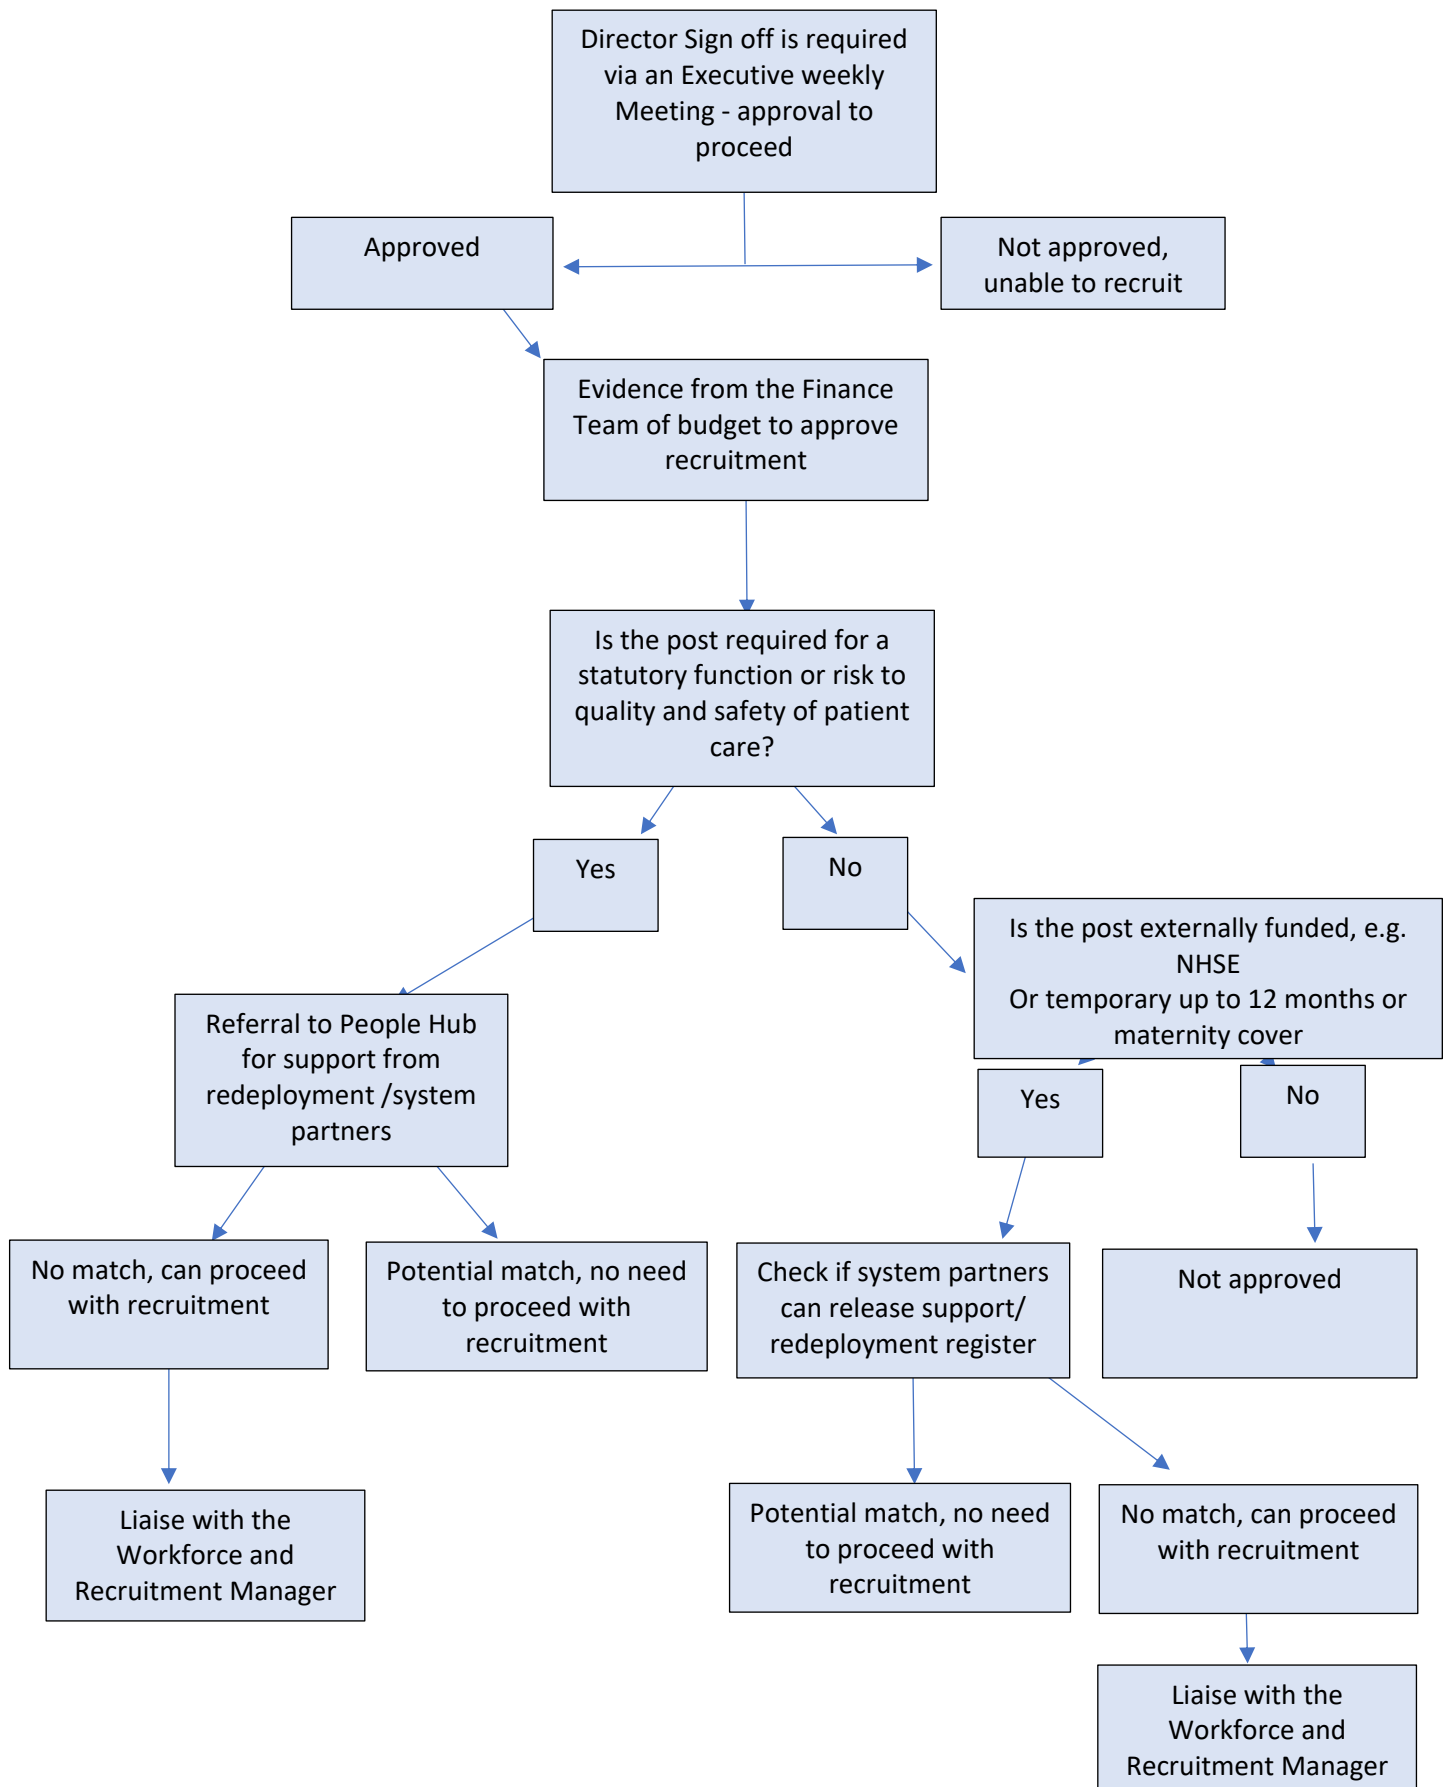 Director Sign off is required
via an Executive weekly
Meeting - approval to
proceed
Approved
Not approved,
unable to recruit
Evidence from the Finance
Team of budget to approve
recruitment
Is the post required for a
statutory function or risk to
quality and safety of patient
care?
Yes
No
Is the post externally funded, e.g.
NHSE
Or temporary up to 12 months or
maternity cover
Referral to People Hub
for support from
redeployment /system
partners
Yes
No
No match, can proceed
with recruitment
Potential match, no need
to proceed with
recruitment
Check if system partners
can release support/
redeployment register
Not approved
Liaise with the
Workforce and
Recruitment Manager
Potential match, no need
to proceed with
recruitment
No match, can proceed
with recruitment
Liaise with the
Workforce and
Recruitment Manager